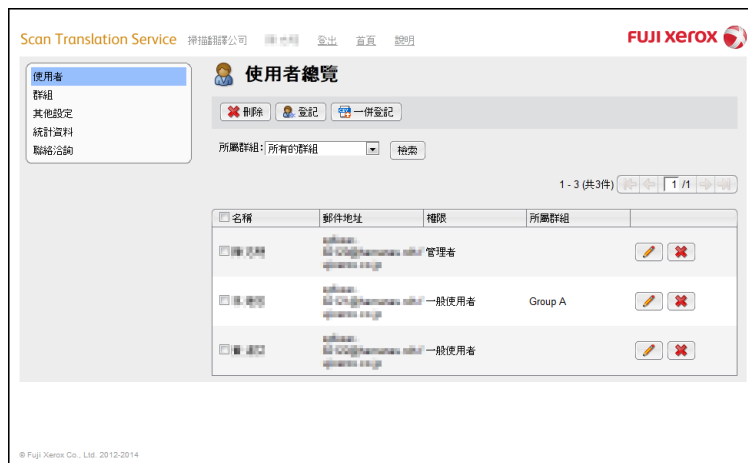 Scan Translation Service 掃描翻譯公司 登出 首頁 說明
FUJI XEROX
使用者
群組
其他設定
統計資料
聯絡洽詢
使用者總覽
刪除 登記 一併登記
所屬群組: 所有的群組 檢索
1 - 3 (共3件) 1 /1
名稱 郵件地址 權限 所屬群組
管理者
一般使用者 Group A
一般使用者
© Fuji Xerox Co., Ltd. 2012-2014